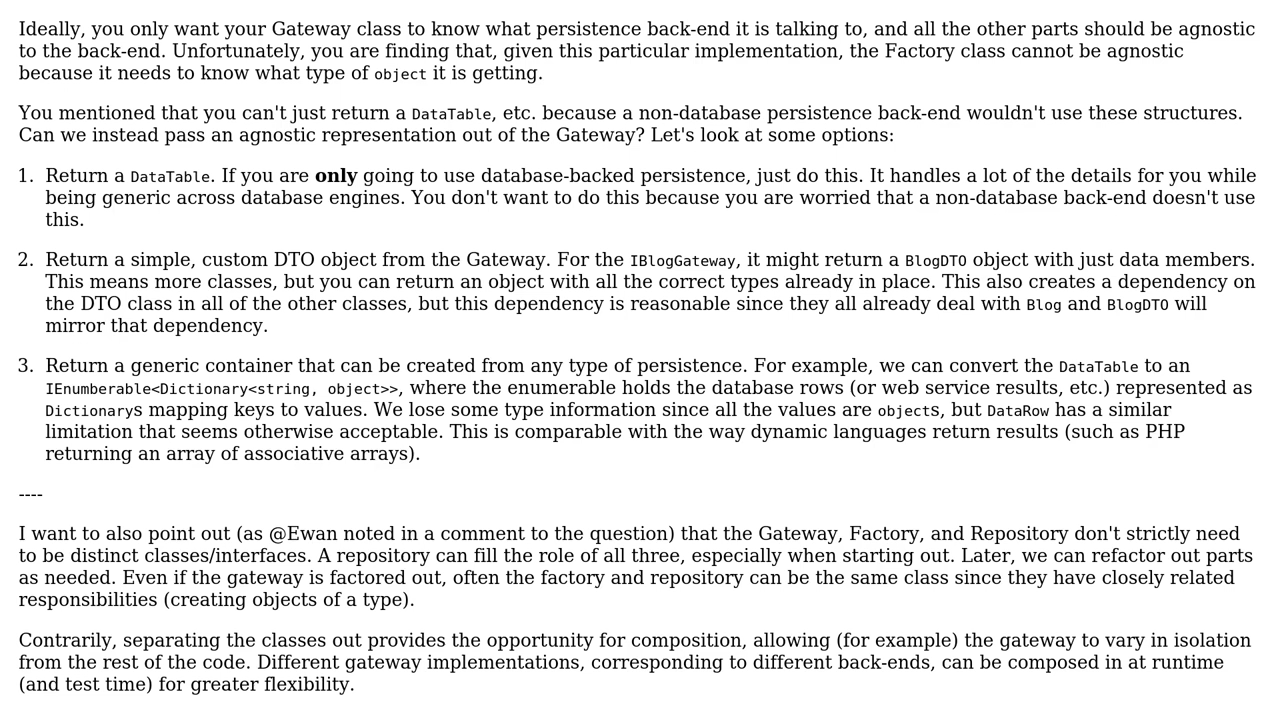 Ideally, you only want your Gateway class to know what persistence back-end it is talking to, and all the other parts should be agnostic
to the back-end. Unfortunately, you are finding that, given this particular implementation, the Factory class cannot be agnostic
because it needs to know what type of object it is getting.
You mentioned that you can't just return a DataTable, etc. because a non-database persistence back-end wouldn't use these structures.
Can we instead pass an agnostic representation out of the Gateway? Let's look at some options:
1. Return a DataTable. If you are only going to use database-backed persistence, just do this. It handles a lot of the details for you while
being generic across database engines. You don't want to do this because you are worried that a non-database back-end doesn't use
this.
2. Return a simple, custom DTO object from the Gateway. For the IBlogGateway, it might return a BlogDTO object with just data members.
This means more classes, but you can return an object with all the correct types already in place. This also creates a dependency on
the DTO class in all of the other classes, but this dependency is reasonable since they all already deal with Blog and BlogDTO will
mirror that dependency.
3. Return a generic container that can be created from any type of persistence. For example, we can convert the DataTable to an
IEnumberable<Dictionary<string, object>>, where the enumerable holds the database rows (or web service results, etc.) represented as
Dictionarys mapping keys to values. We lose some type information since all the values are objects, but DataRow has a similar
limitation that seems otherwise acceptable. This is comparable with the way dynamic languages return results (such as PHP
returning an array of associative arrays).
----
I want to also point out (as @Ewan noted in a comment to the question) that the Gateway, Factory, and Repository don't strictly need
to be distinct classes/interfaces. A repository can fill the role of all three, especially when starting out. Later, we can refactor out parts
as needed. Even if the gateway is factored out, often the factory and repository can be the same class since they have closely related
responsibilities (creating objects of a type).
Contrarily, separating the classes out provides the opportunity for composition, allowing (for example) the gateway to vary in isolation
from the rest of the code. Different gateway implementations, corresponding to different back-ends, can be composed in at runtime
(and test time) for greater flexibility.